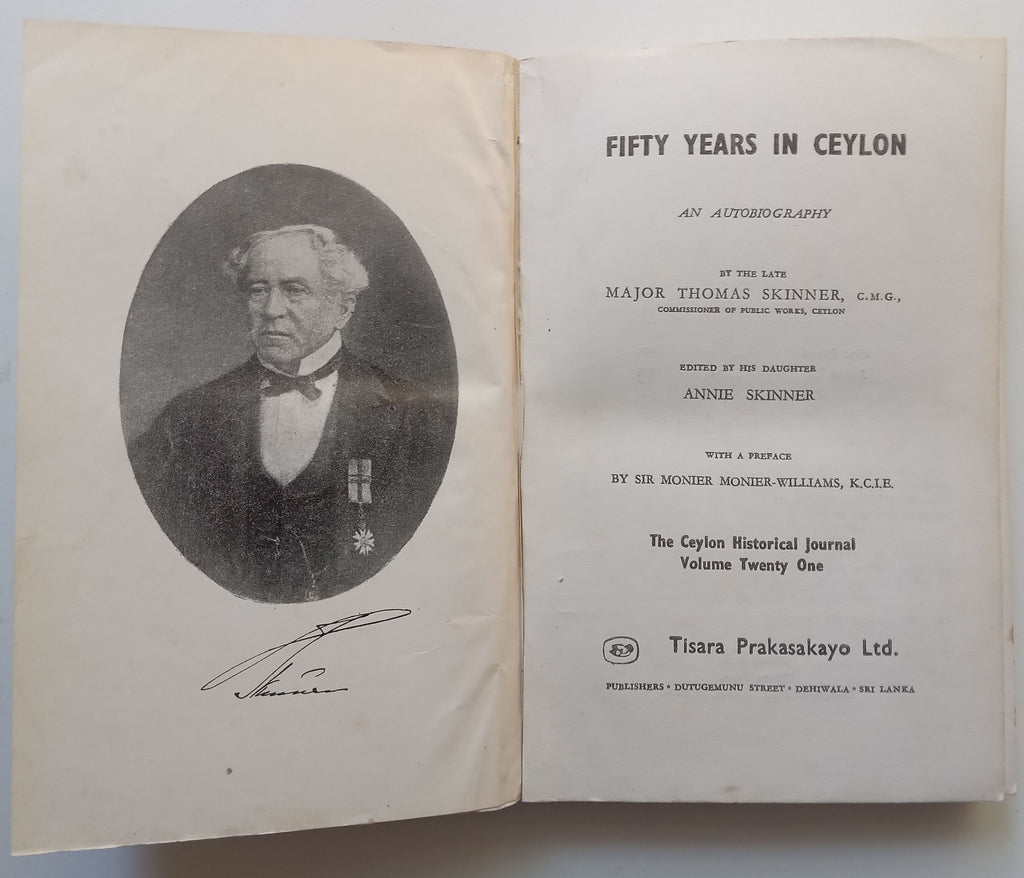 Skinner
FIFTY YEARS IN CEYLON
AN AUTOBIOGRAPHY
BY THE LATE
MAJOR THOMAS SKINNER, C.M.G.,
COMMISSIONER OF PUBLIC WORKS, CEYLON
EDITED BY HIS DAUGHTER
ANNIE SKINNER
WITH A PREFACE
BY SIR MONIER MONIER-WILLIAMS, K.C.I.E.
The Ceylon Historical Journal
Volume Twenty One
Tisara Prakasakayo Ltd.
PUBLISHERS • DUTUGEMUNU STREET • DEHIWALA • SRI LANKA